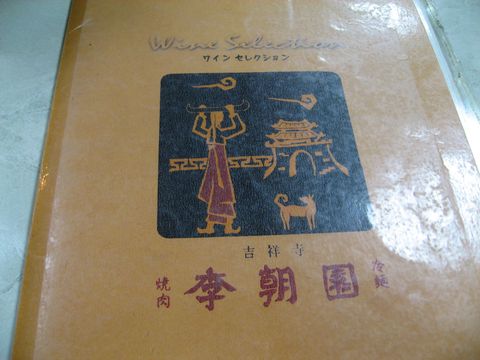 Wine Selection
ワイン セレクション
吉祥寺
焼肉 李朝園 冷麺